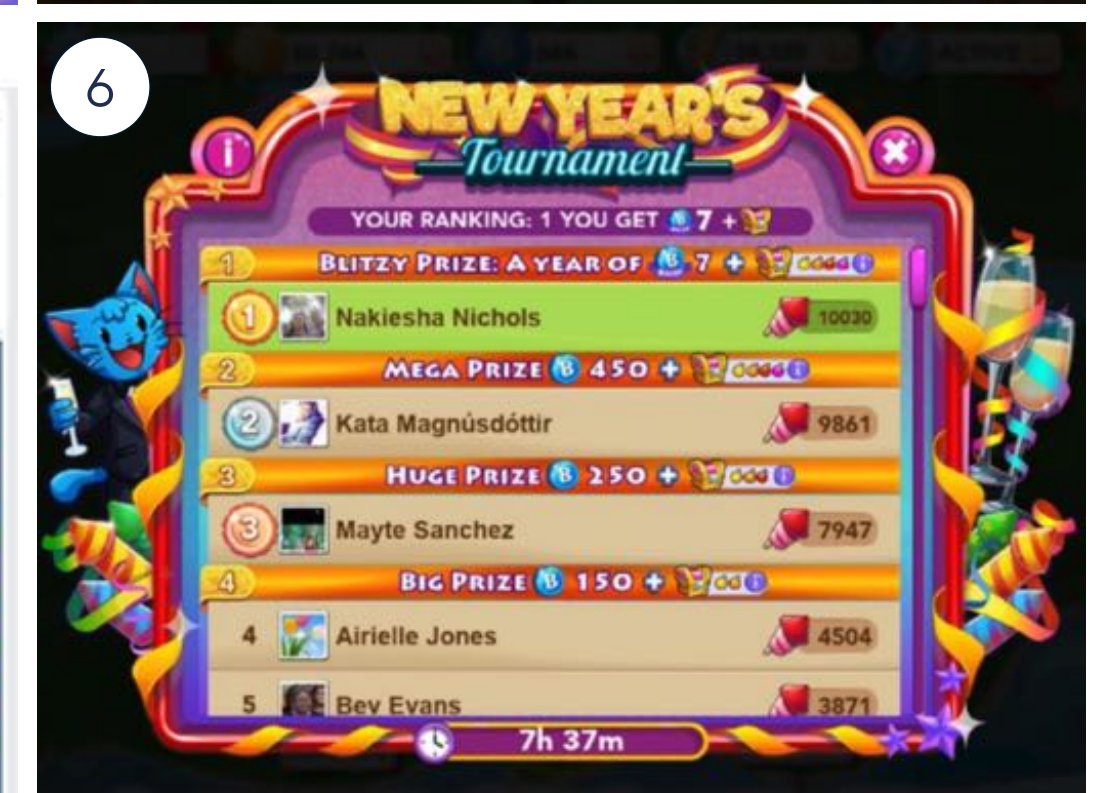 6
NEW YEAR'S
Tournament
YOUR RANKING: 1 YOU GET 7 +
1 BLITZY PRIZE: A YEAR OF 7 +
1 Nakiesha Nichols 10030
2 MEGA PRIZE B 450 +
2 Kata Magnúsdóttir 9861
3 HUGE PRIZE B 250 +
3 Mayte Sanchez 7947
4 BIG PRIZE B 150 +
4 Airielle Jones 4504
5 Bev Evans 3871
7h 37m